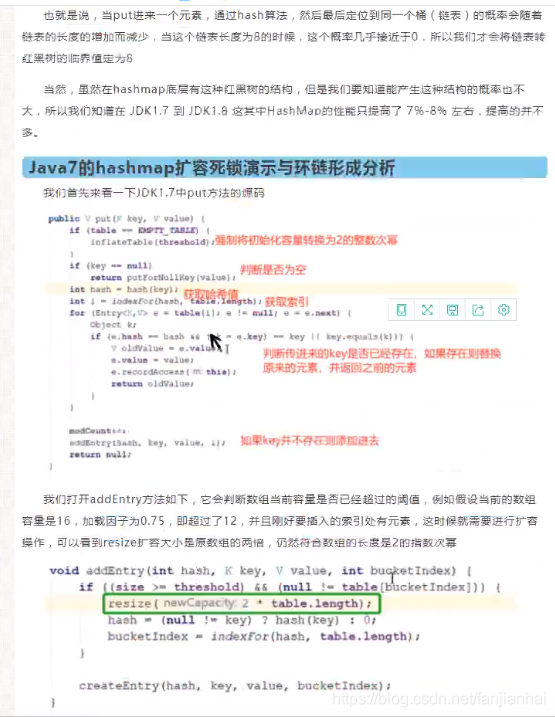 也就是说，当put进来一个元素，通过hash算法，然后最后定位到同一个桶（链表）的概率会随着
链表的长度的增加而减少，当这个链表长度为8的时候，这个概率几乎接近于0，所以我们才会将链表转
红黑树的临界值定为8
当然，虽然在hashmap底层有这种红黑树的结构，但是我们要知道能产生这种结构的概率也不
大，所以我们知道在 JDK1.7 到 JDK1.8 这其中HashMap的性能只提高了 7%-8% 左右，提高的并不
多。
Java7的hashmap扩容死锁演示与环链形成分析
我们首先来看一下JDK1.7中put方法的源码
public V put(K key, V value) {
if (table == EMPTY_TABLE) {
inflateTable(threshold); 强制将初始化容量转换为2的整数次幂
}
if (key == null) 判断是否为空
return putForNullKey(value);
int hash = hash(key); 获取哈希值
int i = indexFor(hash, table.length); 获取索引
for (Entry<K,V> e = table[i]; e != null; e = e.next) {
Object k;
if (e.hash == hash && = e.key) == key || key.equals(k))) {
V oldValue = e.value; 判断传进来的key是否已经存在，如果存在则替换
e.value = value; 原来的元素，并返回之前的元素
e.recordAccess( m: this);
return oldValue;
}
}
modCount++;
addEntry(hash, key, value, i); 如果key并不存在则添加进去
return null;
}
我们打开addEntry方法如下，它会判断数组当前容量是否已经超过的阈值，例如假设当前的数组
容量是16，加载因子为0.75，即超过了12，并且刚好要插入的索引处有元素，这时候就需要进行扩容
操作，可以看到resize扩容大小是原数组的两倍，仍然符合数组的长度是2的指数次幂
void addEntry(int hash, K key, V value, int bucketIndex) {
if ((size >= threshold) && (null != table[bucketIndex])) {
resize( newCapacity: 2 * table.length);
hash = (null != key) ? hash(key) : 0;
bucketIndex = indexFor(hash, table.length);
}
createEntry(hash, key, value, bucketIndex);
}
https://blog.csdn.net/fanjianhai